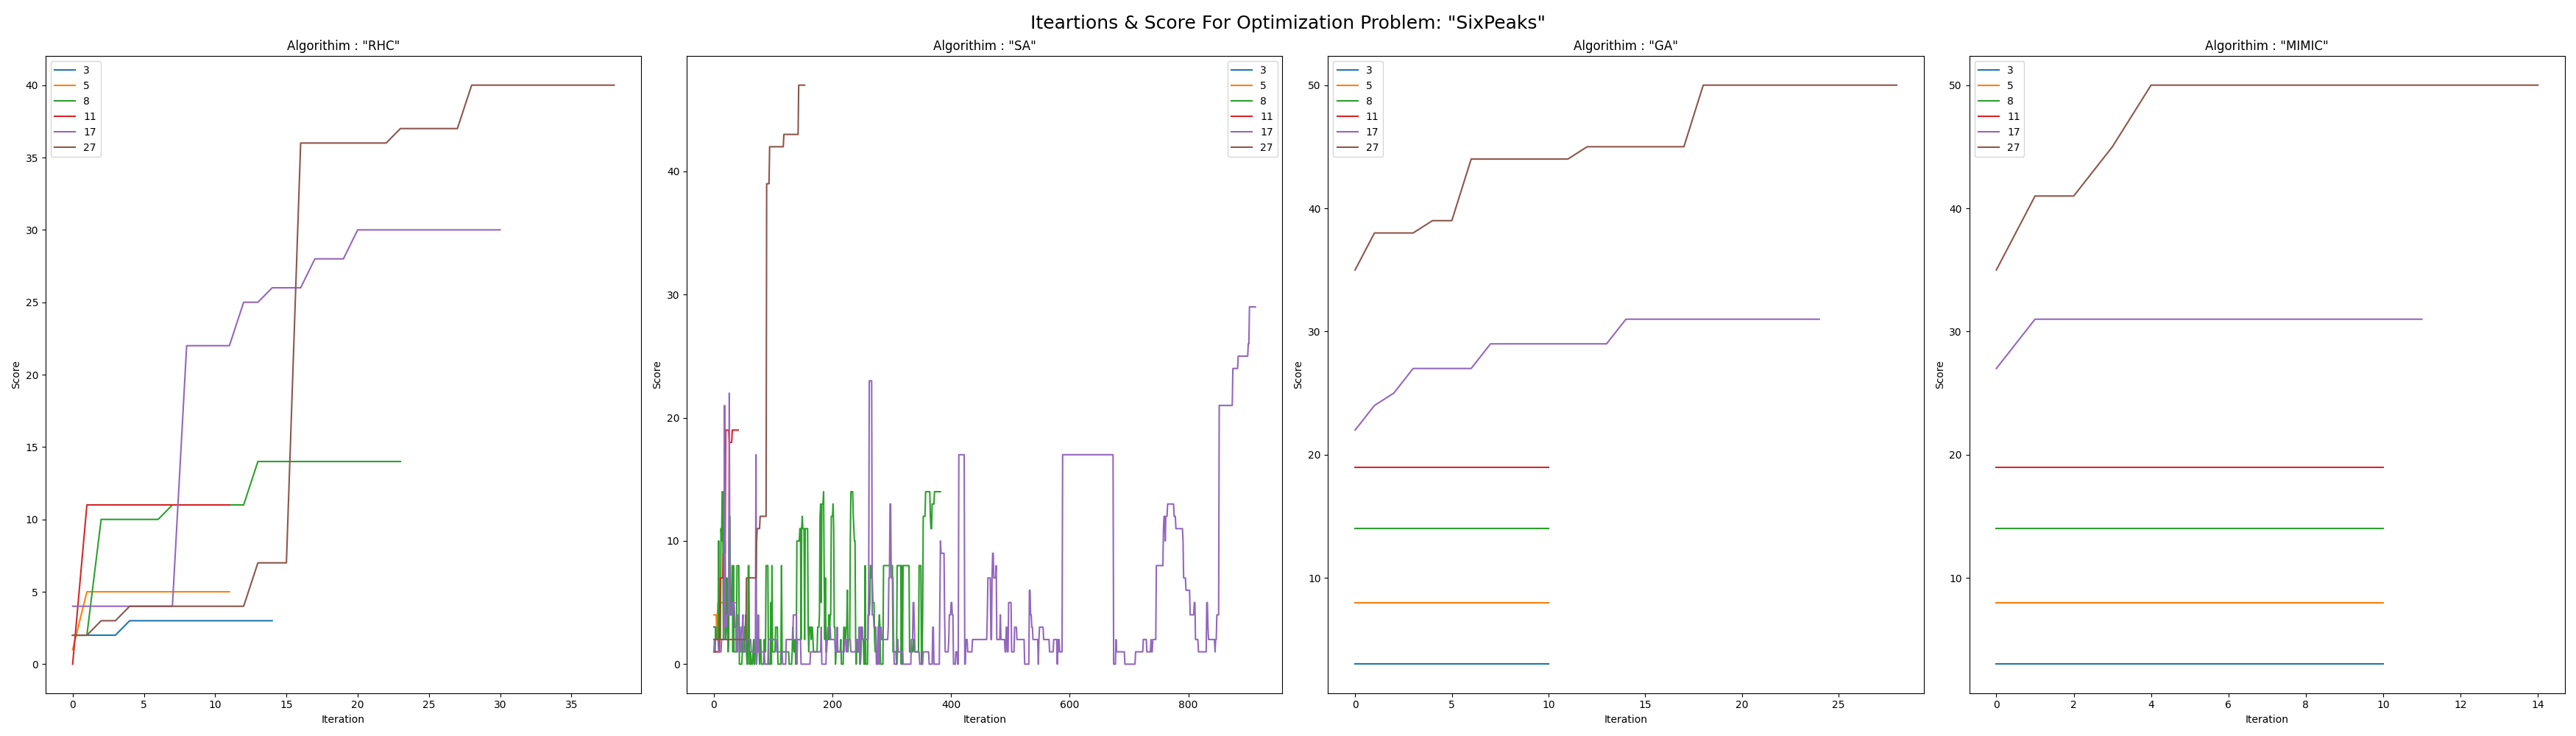 Iteartions & Score For Optimization Problem: "SixPeaks"
Algorithim : "RHC"
3
5
8
11
17
27
40
35
30
25
20
15
10
5
0
Score
0 5 10 15 20 25 30 35
Iteration
Algorithim : "SA"
3
5
8
11
17
27
40
30
20
10
0
Score
0 200 400 600 800
Iteration
Algorithim : "GA"
3
5
8
11
17
27
50
40
30
20
10
Score
0 5 10 15 20 25
Iteration
Algorithim : "MIMIC"
3
5
8
11
17
27
50
40
30
20
10
Score
0 2 4 6 8 10 12 14
Iteration